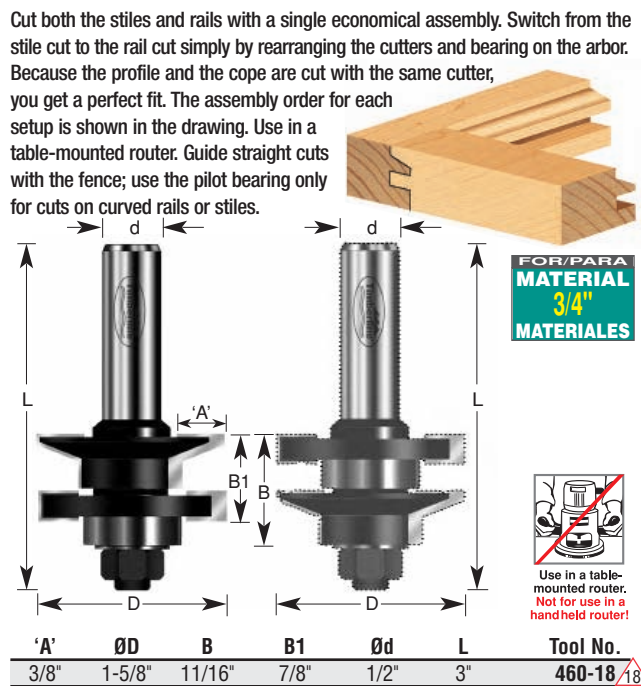 Cut both the stiles and rails with a single economical assembly. Switch from the
stile cut to the rail cut simply by rearranging the cutters and bearing on the arbor.
Because the profile and the cope are cut with the same cutter,
you get a perfect fit. The assembly order for each
setup is shown in the drawing. Use in a
table-mounted router. Guide straight cuts
with the fence; use the pilot bearing only
for cuts on curved rails or stiles.
d
d
FOR/PARA
MATERIAL
3/4"
MATERIALES
Timberline
L
'A'
L
B1
B
D
D
Use in a table-
mounted router.
Not for use in a
handheld router!
'A' ØD B B1 Ød L Tool No.
3/8" 1-5/8" 11/16" 7/8" 1/2" 3" 460-18 18